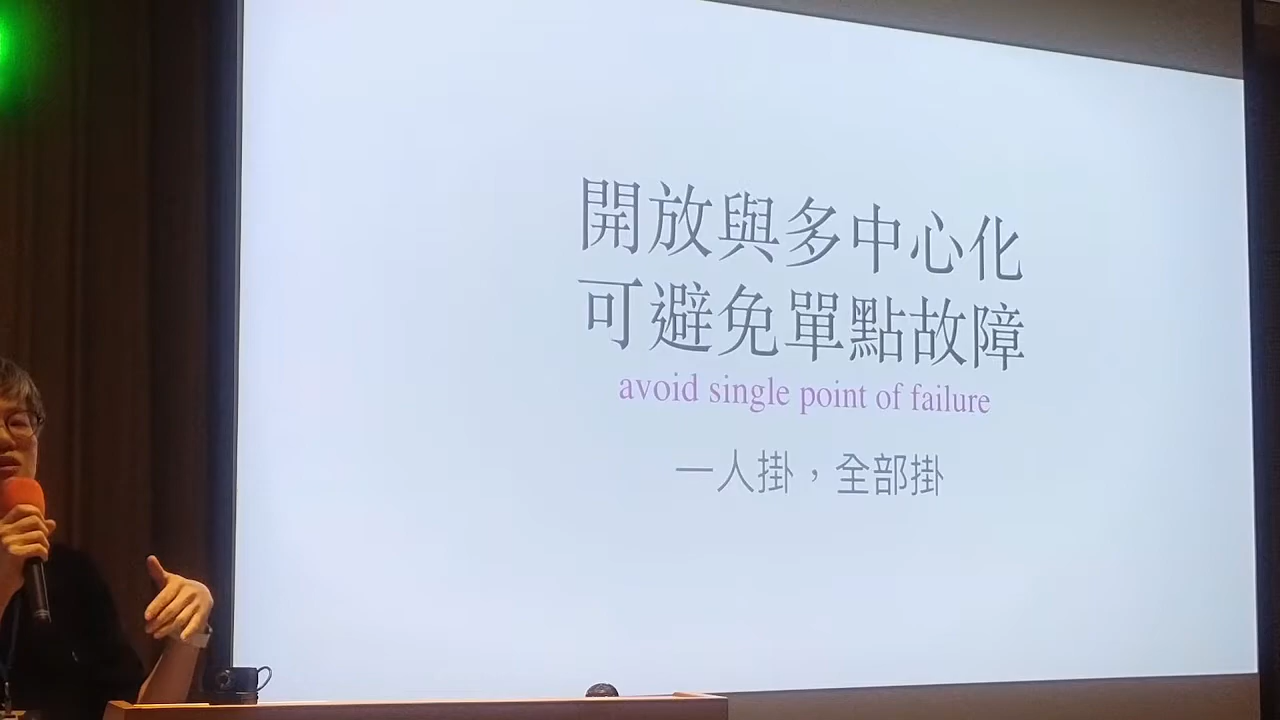 開放與多中心化
可避免單點故障
avoid single point of failure
一人掛，全部掛